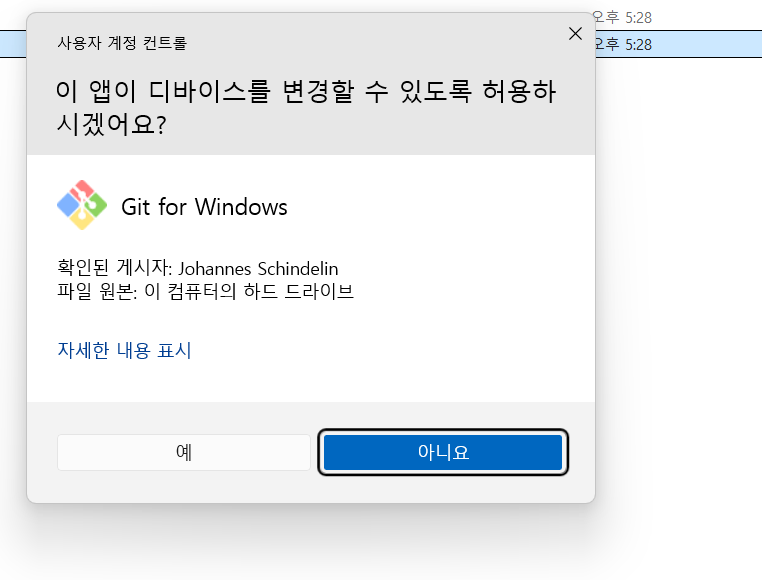 오후 5:28
오후 5:28
사용자 계정 컨트롤
이 앱이 디바이스를 변경할 수 있도록 허용하
시겠어요?
Git for Windows
확인된 게시자: Johannes Schindelin
파일 원본: 이 컴퓨터의 하드 드라이브
자세한 내용 표시
예
아니요